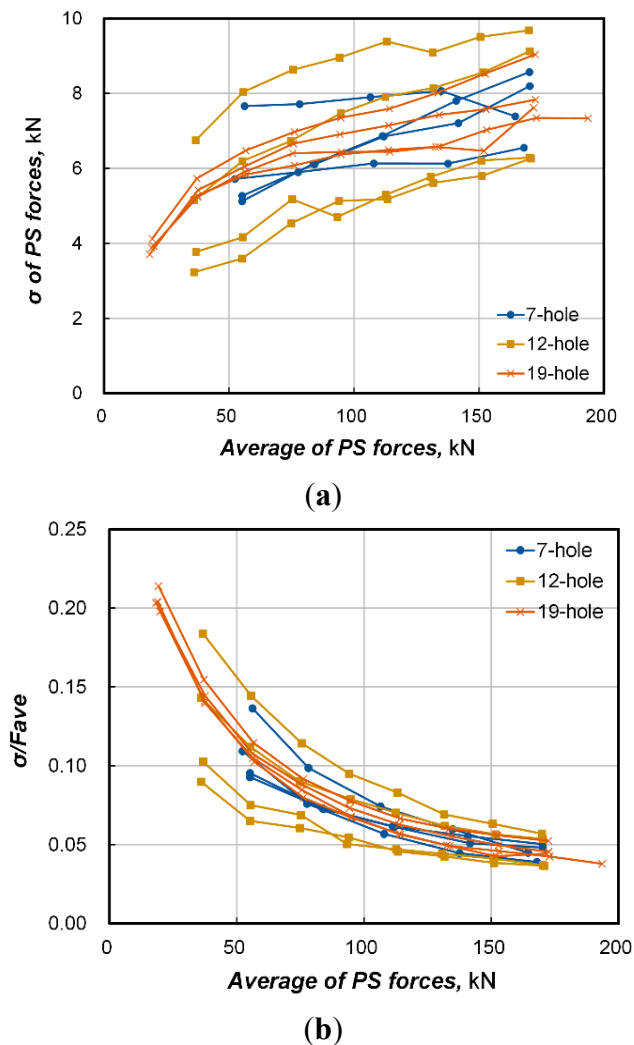 10
8
6
4
2
0
σ of PS forces, kN
7-hole
12-hole
19-hole
0 50 100 150 200
Average of PS forces, kN
(a)
0.25
0.20
0.15
0.10
0.05
0.00
σ/Fave
7-hole
12-hole
19-hole
0 50 100 150 200
Average of PS forces, kN
(b)